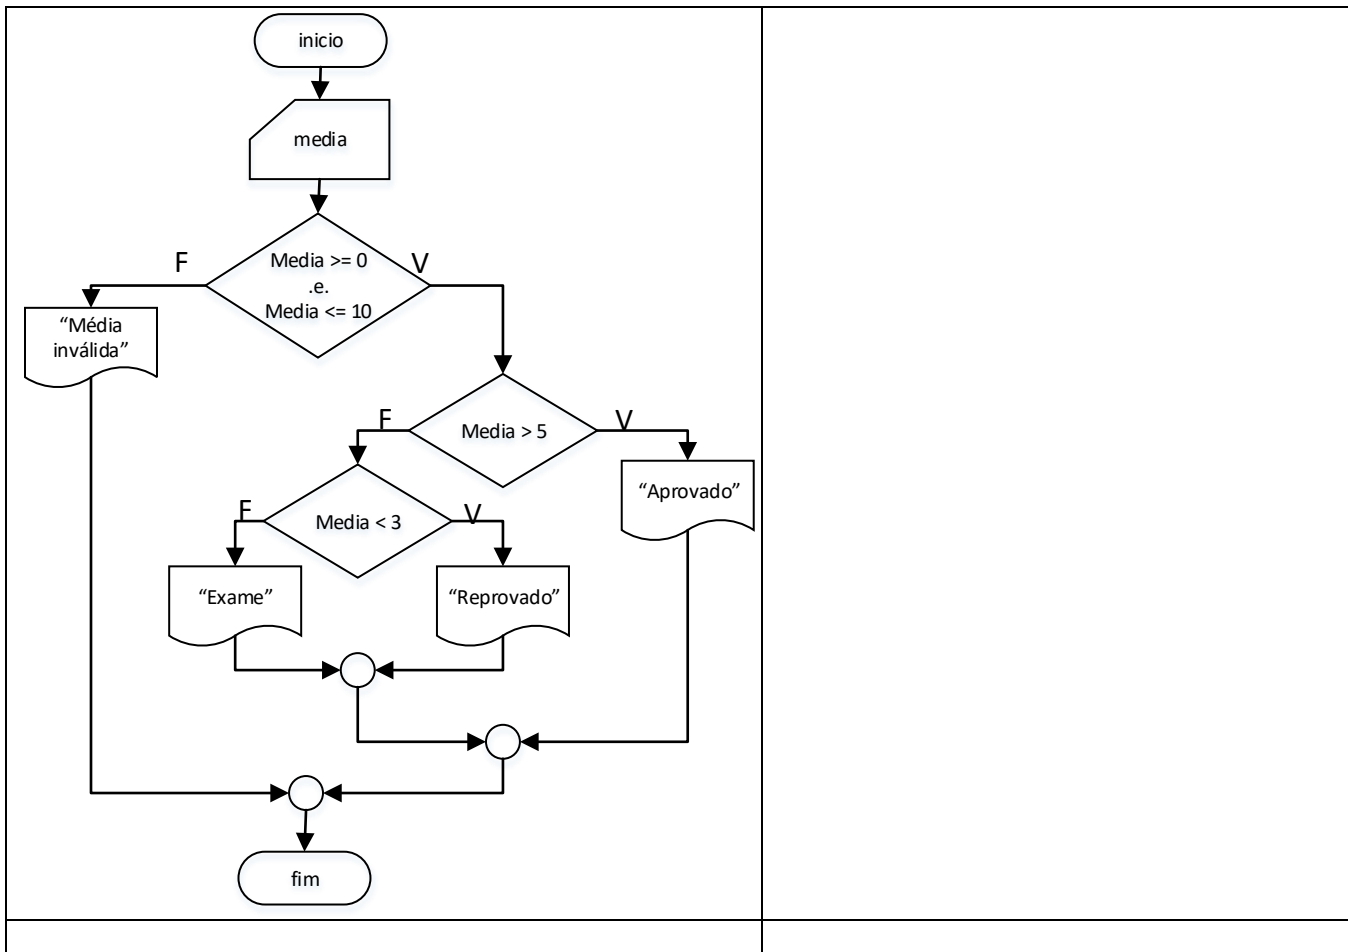 inicio
media
F
Media >= 0
.e.
Media <= 10
V
“Média
inválida”
F
Media > 5
V
“Aprovado”
F
Media < 3
V
“Exame”
“Reprovado”
fim